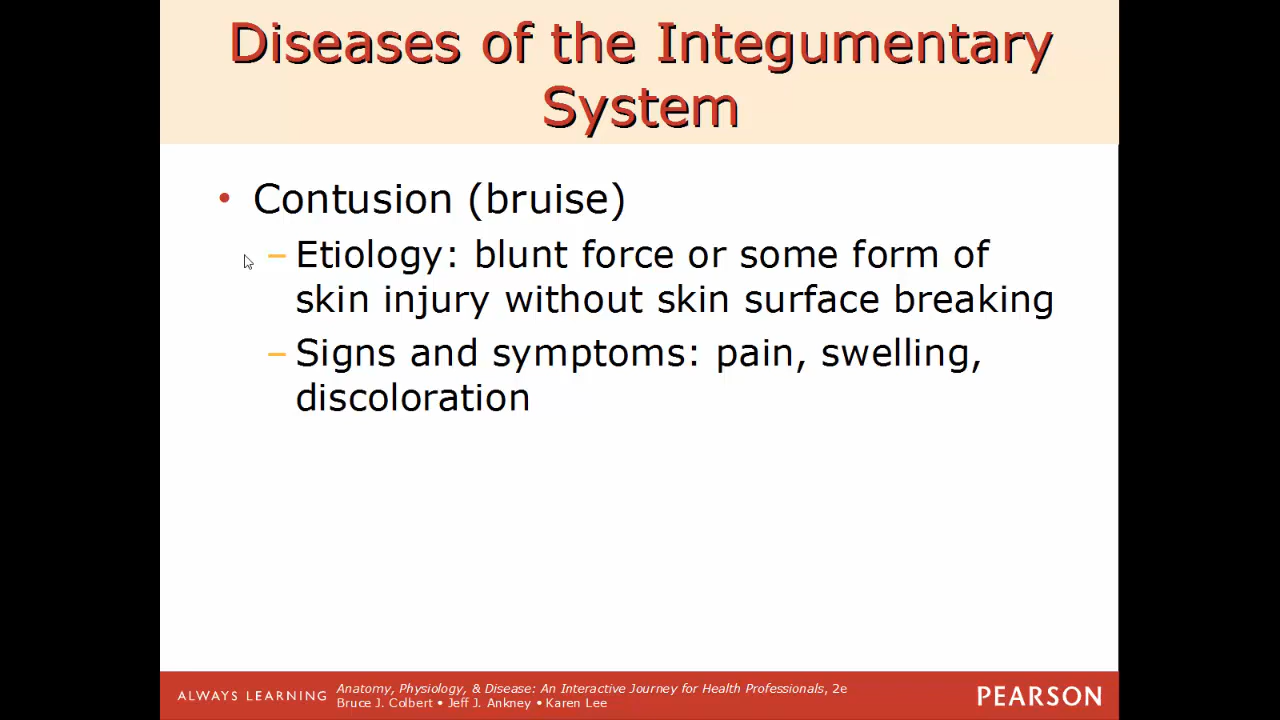 Diseases of the Integumentary
System
• Contusion (bruise)
– Etiology: blunt force or some form of
skin injury without skin surface breaking
– Signs and symptoms: pain, swelling,
discoloration
ALWAYS LEARNING
Anatomy, Physiology, & Disease: An Interactive Journey for Health Professionals, 2e
Bruce J. Colbert • Jeff J. Ankney • Karen Lee
PEARSON